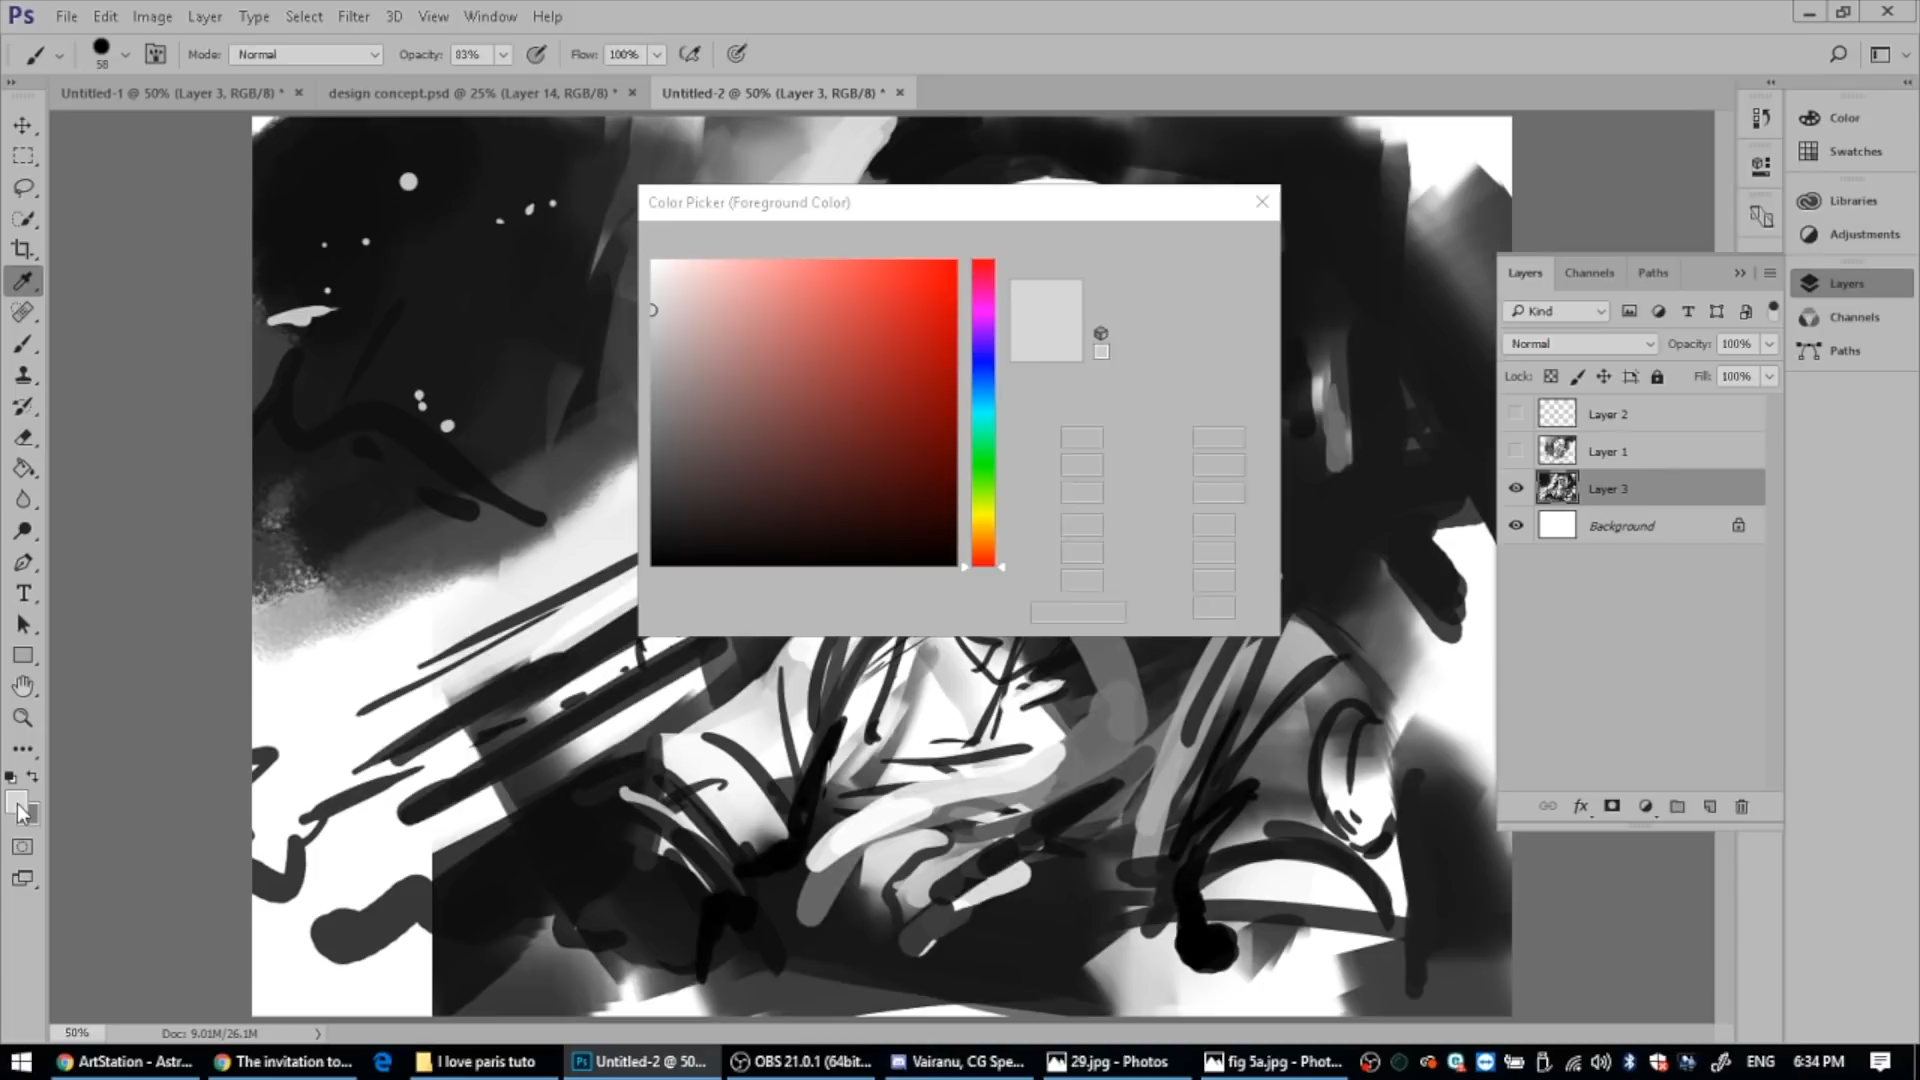 Ps File Edit Image Layer Type Select Filter 3D View Window Help
58 Mode: Normal Opacity: 83% Flow: 100%
Untitled-1 @ 50% (Layer 3, RGB/8) * design concept.psd @ 25% (Layer 14, RGB/8) * Untitled-2 @ 50% (Layer 3, RGB/8) *
Color Picker (Foreground Color)
Color
Swatches
Libraries
Adjustments
Layers
Channels
Paths
Layers Channels Paths
Kind
Normal Opacity: 100%
Lock: Fill: 100%
Layer 2
Layer 1
Layer 3
Background
fx
50% Doc: 9.01M/26.1M
ArtStation - Astr... The invitation to... I love paris tuto Ps Untitled-2 @ 50... OBS 21.0.1 (64bit... Vairanu, CG Spe... 29.jpg - Photos fig 5a.jpg - Phot... ENG 6:34 PM